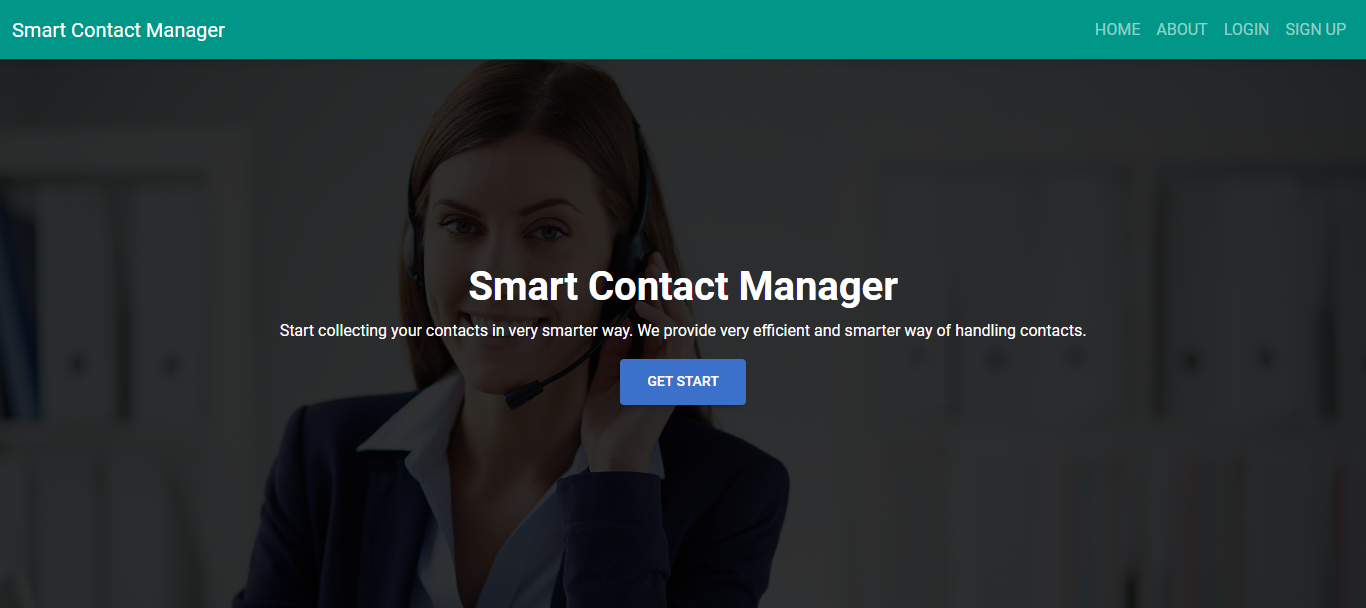 Smart Contact Manager
HOME ABOUT LOGIN SIGN UP
Smart Contact Manager
Start collecting your contacts in very smarter way. We provide very efficient and smarter way of handling contacts.
GET START